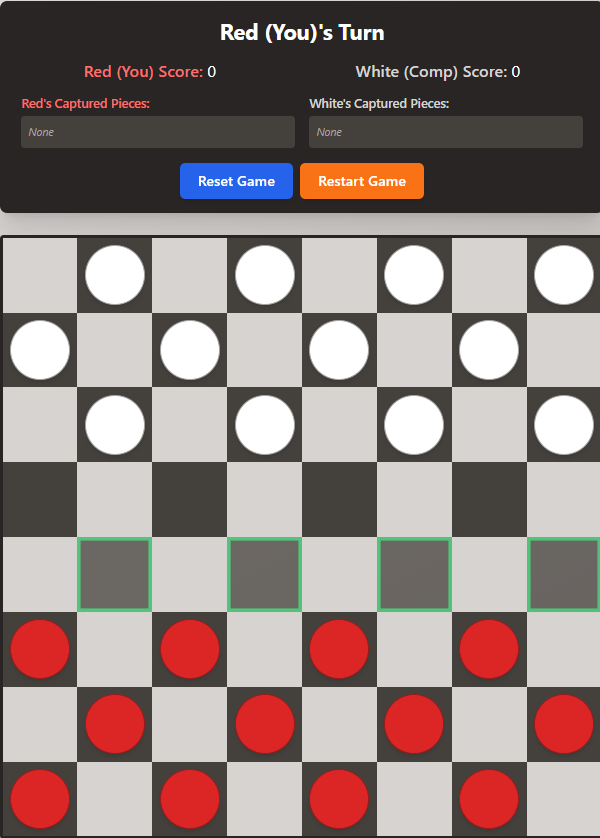 Red (You)'s Turn
Red (You) Score: 0
White (Comp) Score: 0
Red's Captured Pieces:
White's Captured Pieces:
None
None
Reset Game
Restart Game